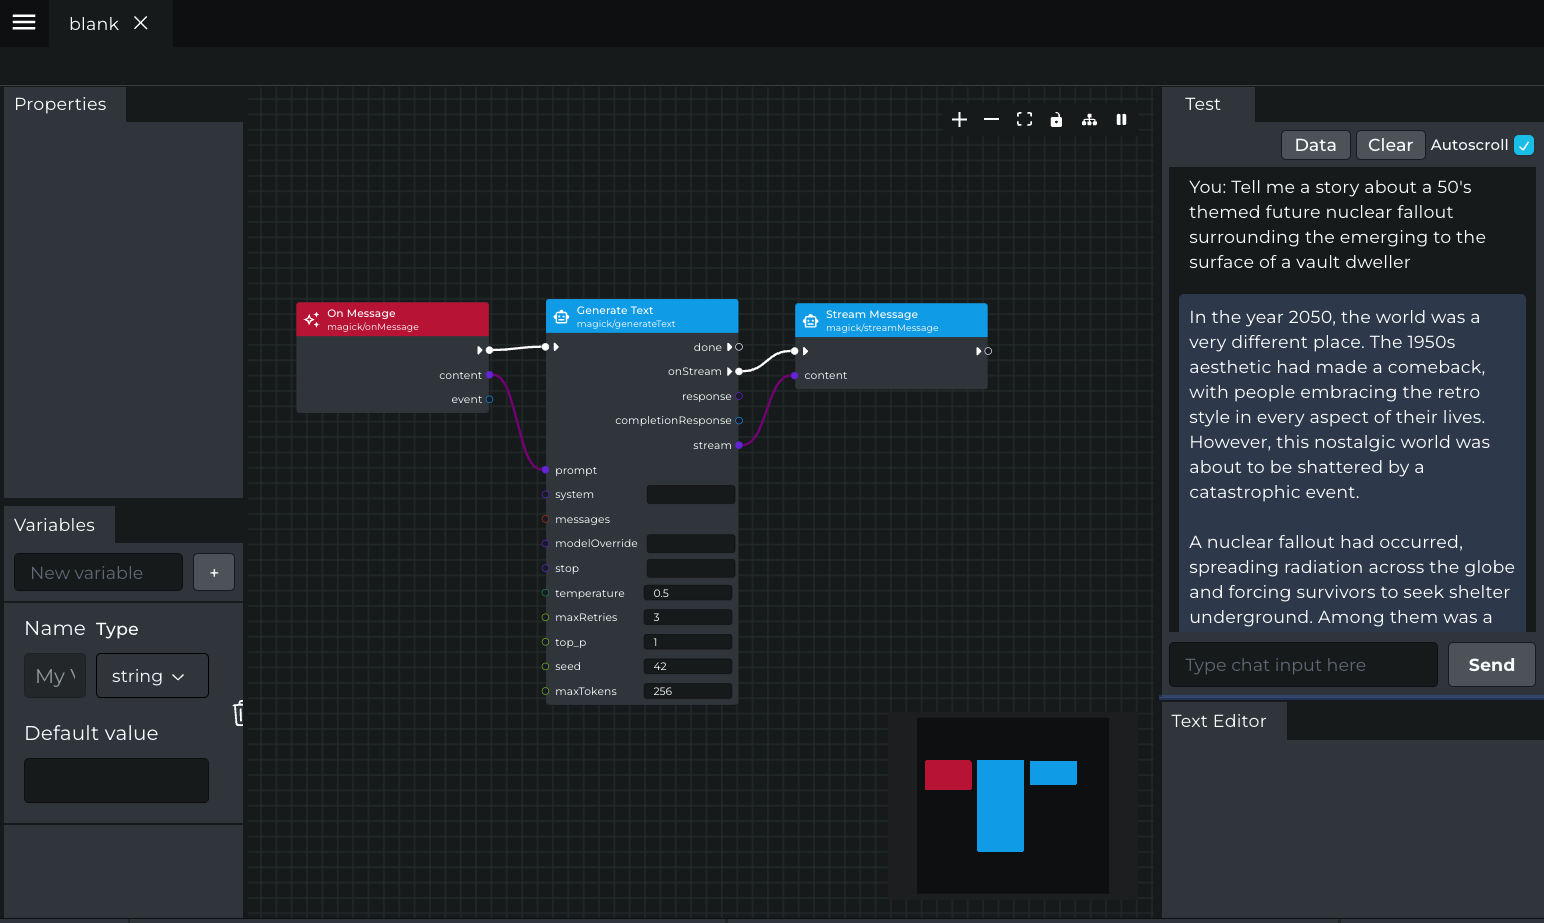 blank
Properties
Variables
New variable
+
Name Type
My
string
Default value
On Message
magick/onMessage
content
event
Generate Text
magick/generateText
done
onStream
response
completionResponse
stream
prompt
system
messages
modelOverride
stop
temperature 0.5
maxRetries 3
top_p 1
seed 42
maxTokens 256
Stream Message
magick/streamMessage
content
Test
Data Clear Autoscroll
You: Tell me a story about a 50's
themed future nuclear fallout
surrounding the emerging to the
surface of a vault dweller
In the year 2050, the world was a
very different place. The 1950s
aesthetic had made a comeback,
with people embracing the retro
style in every aspect of their lives.
However, this nostalgic world was
about to be shattered by a
catastrophic event.
A nuclear fallout had occurred,
spreading radiation across the globe
and forcing survivors to seek shelter
underground. Among them was a
Type chat input here
Send
Text Editor